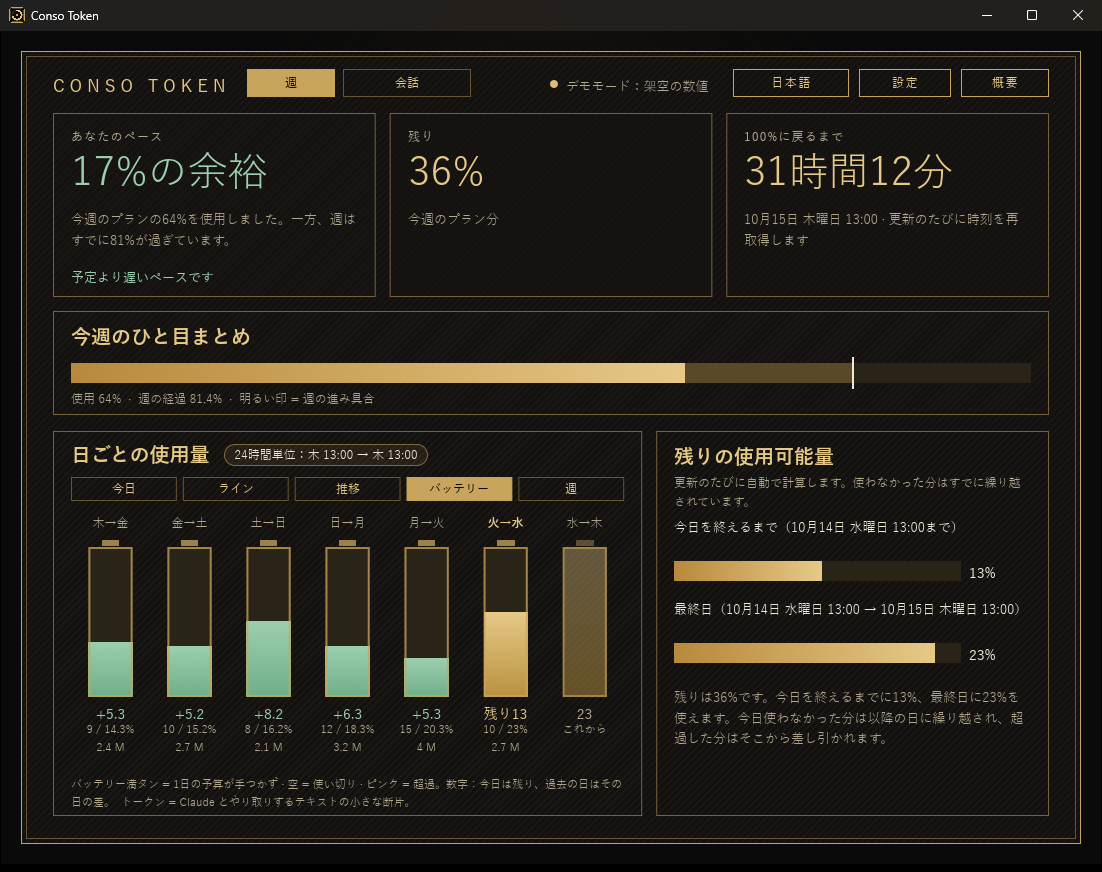 Conso Token
CONSO TOKEN
週
会話
デモモード：架空の数値
日本語
設定
概要
あなたのペース
17%の余裕
今週のプランの64%を使用しました。一方、週は
すでに81%が過ぎています。
予定より遅いペースです
残り
36%
今週のプラン分
100%に戻るまで
31時間12分
10月15日 木曜日 13:00 · 更新のたびに時刻を再
取得します
今週のひと目まとめ
使用 64% · 週の経過 81.4% · 明るい印 = 週の進み具合
日ごとの使用量
24時間単位：木 13:00 → 木 13:00
今日
ライン
推移
バッテリー
週
木→金
金→土
土→日
日→月
月→火
火→水
水→木
+5.3
+5.2
+8.2
+6.3
+5.3
残り13
23
9 / 14.3%
10 / 15.2%
8 / 16.2%
12 / 18.3%
15 / 20.3%
10 / 23%
これから
2.4 M
2.7 M
2.1 M
3.2 M
4 M
2.7 M
バッテリー満タン = 1日の予算が手つかず · 空 = 使い切り · ピンク = 超過。数字：今日は残り、過去の日はその
日の差。 トークン = Claude とやり取りするテキストの小さな断片。
残りの使用可能量
更新のたびに自動で計算します。使わなかった分はすでに繰り越
されています。
今日を終えるまで（10月14日 水曜日 13:00まで）
13%
最終日（10月14日 水曜日 13:00 → 10月15日 木曜日 13:00）
23%
残りは36%です。今日を終えるまでに13%、最終日に23%を
使えます。今日使わなかった分は以降の日に繰り越され、超
過した分はそこから差し引かれます。